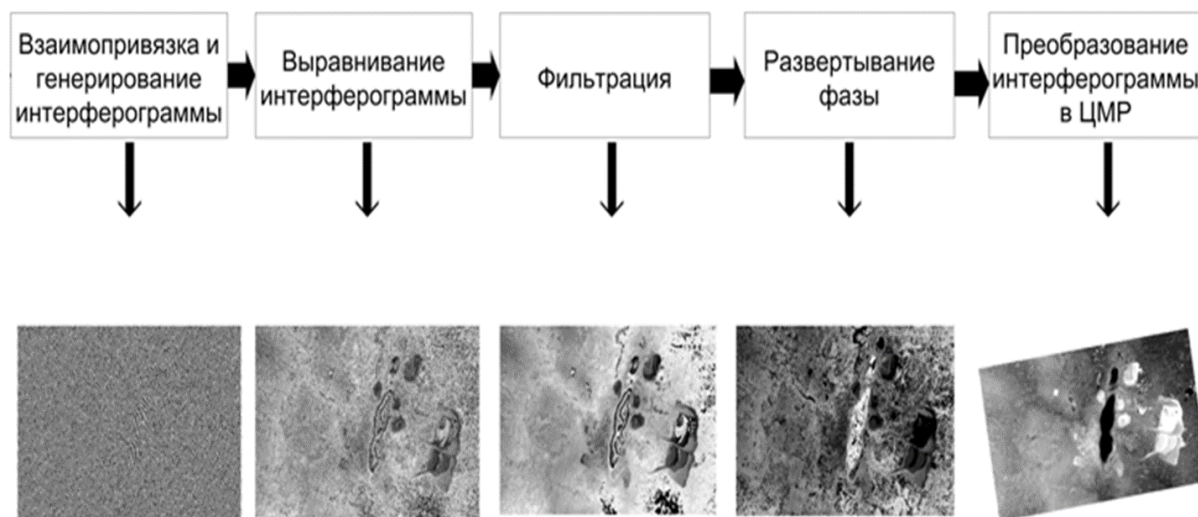 Взаимопривязка и
генерирование
интерферограммы
Выравнивание
интерферограммы
Фильтрация
Развертывание
фазы
Преобразование
интерферограммы
в ЦМР